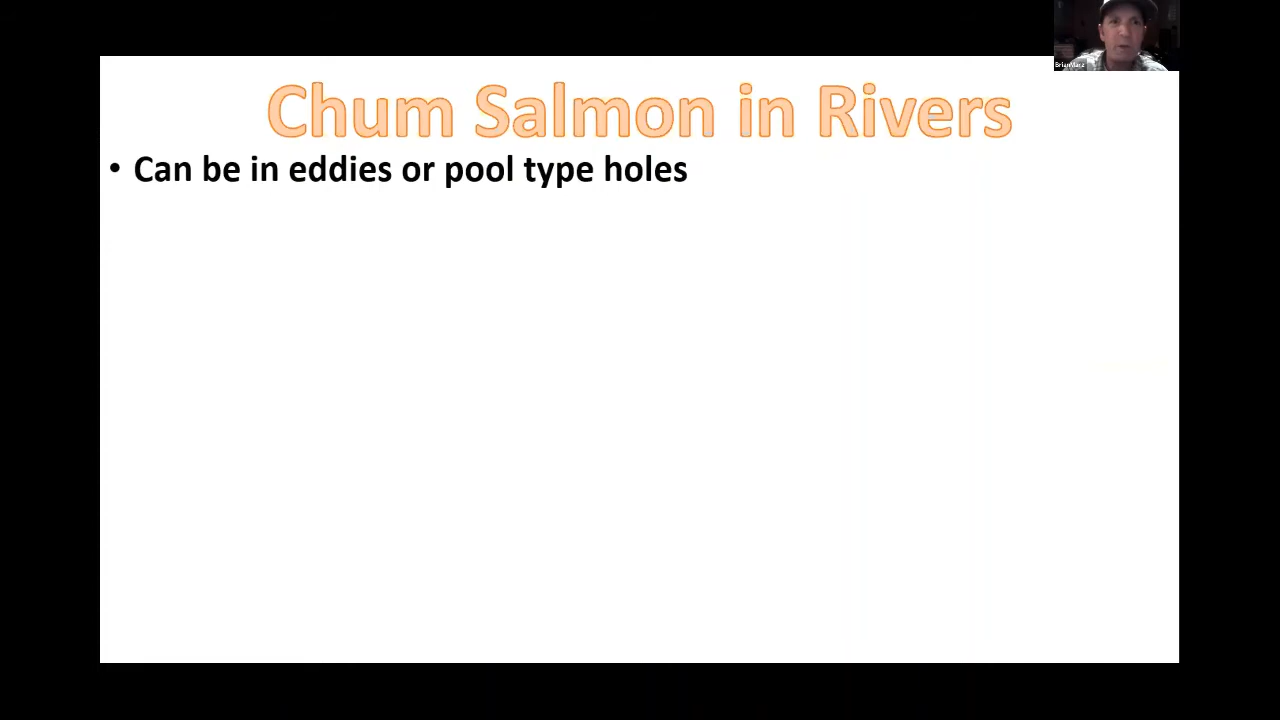 Chum Salmon in Rivers
• Can be in eddies or pool type holes